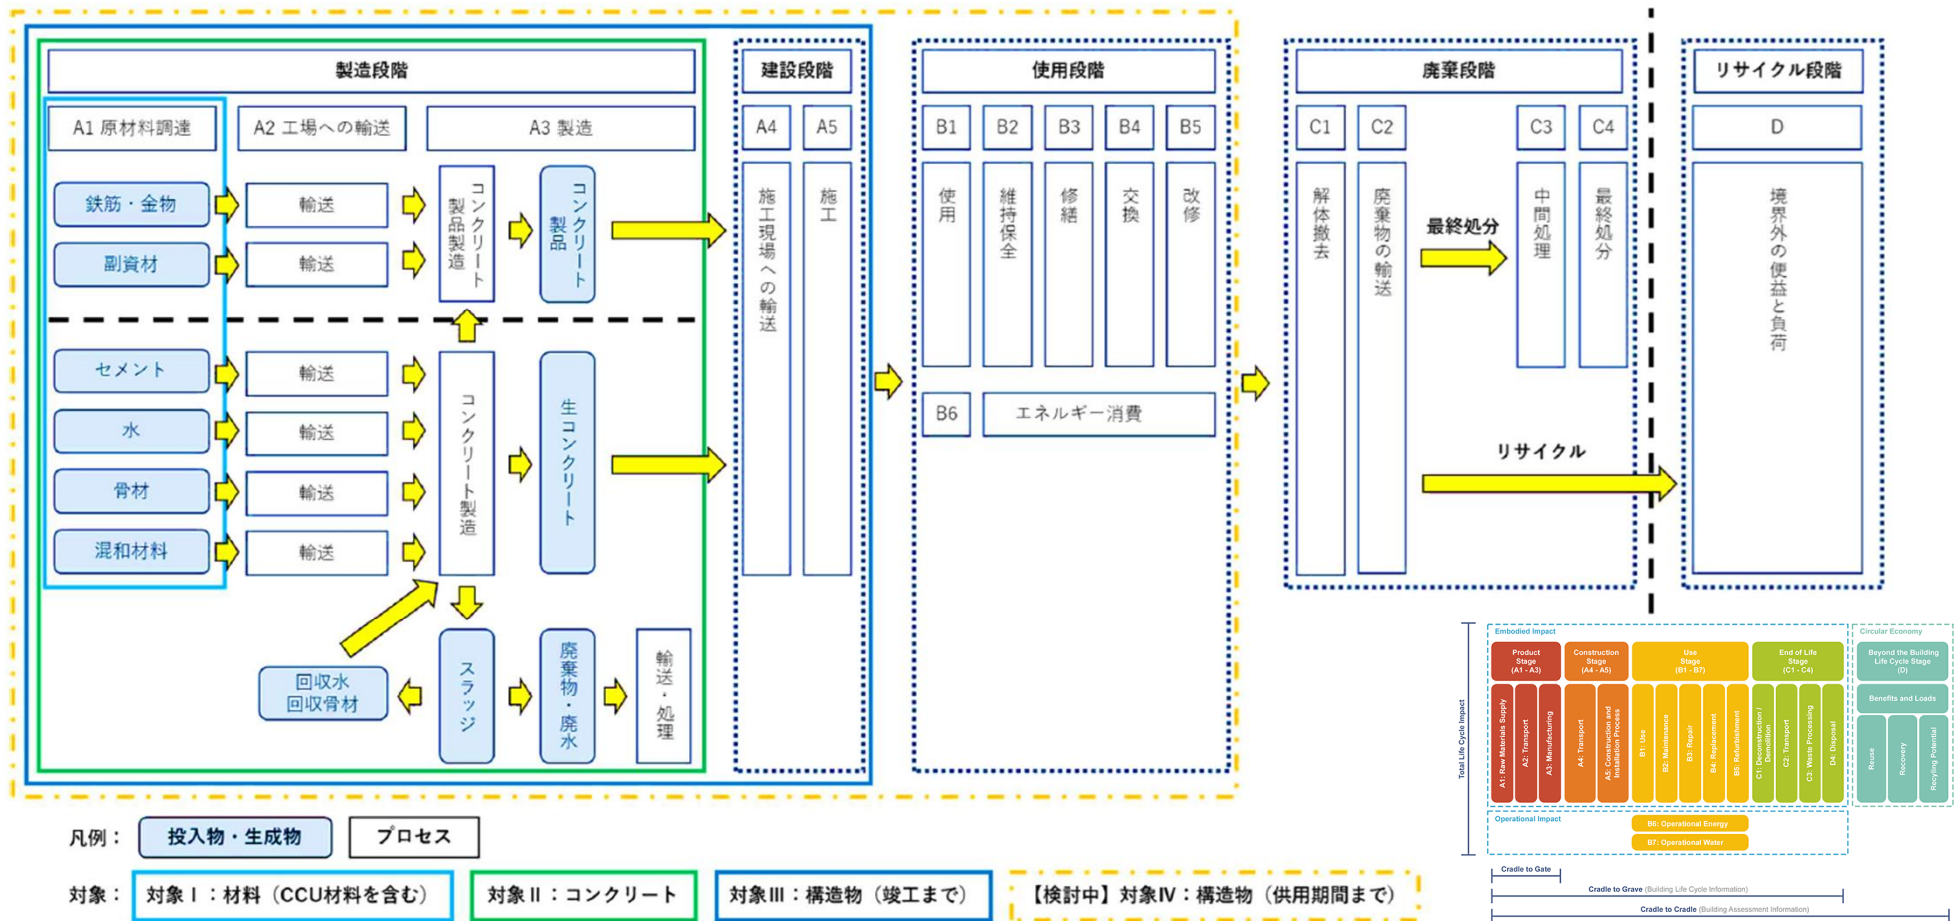 製造段階
建設段階
使用段階
廃棄段階
リサイクル段階
A1 原材料調達
A2 工場への輸送
A3 製造
A4
A5
B1
B2
B3
B4
B5
C1
C2
C3
C4
D
鉄筋・金物
輸送
副資材
輸送
コンクリート
製品製造
コンクリート
製品
セメント
輸送
水
輸送
骨材
輸送
混和材料
輸送
コンクリート製造
生コンクリート
回収水
回収骨材
スラッジ
廃棄物・廃水
輸送・処理
施工現場への輸送
施工
使用
維持保全
修繕
交換
改修
B6
エネルギー消費
解体撤去
廃棄物の輸送
最終処分
中間処理
最終処分
リサイクル
境界外の便益と負荷
凡例：
投入物・生成物
プロセス
対象：
対象Ⅰ：材料（CCU材料を含む）
対象Ⅱ：コンクリート
対象Ⅲ：構造物（竣工まで）
【検討中】対象Ⅳ：構造物（供用期間まで）
Total Life Cycle Impact
Embodied Impact
Circular Economy
Product
Stage
(A1 - A3)
Construction
Stage
(A4 - A5)
Use
Stage
(B1 - B7)
End of Life
Stage
(C1 - C4)
Beyond the Building
Life Cycle Stage
(D)
A1: Raw Materials Supply
A2: Transport
A3: Manufacturing
A4: Transport
A5: Construction and
Installation Process
B1: Use
B2: Maintenance
B3: Repair
B4: Replacement
B5: Refurbishment
C1: Deconstruction /
Demolition
C2: Transport
C3: Waste Processing
D4: Disposal
Benefits and Loads
Reuse
Recovery
Recyling Potential
Operational Impact
B6: Operational Energy
B7: Operational Water
Cradle to Gate
Cradle to Grave (Building Life Cycle Information)
Cradle to Cradle (Building Assessment Information)